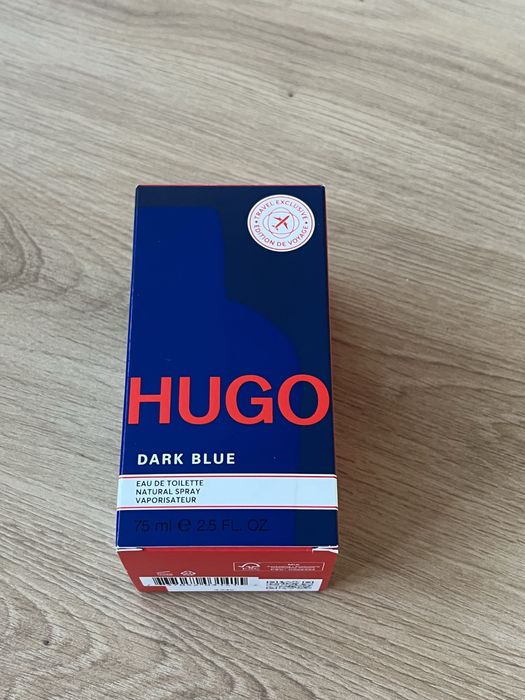 TRAVEL EXCLUSIVE
ÉDITION DE VOYAGE
HUGO
DARK BLUE
EAU DE TOILETTE
NATURAL SPRAY
VAPORISATEUR
75 ml ℮ 2.5 FL. OZ.